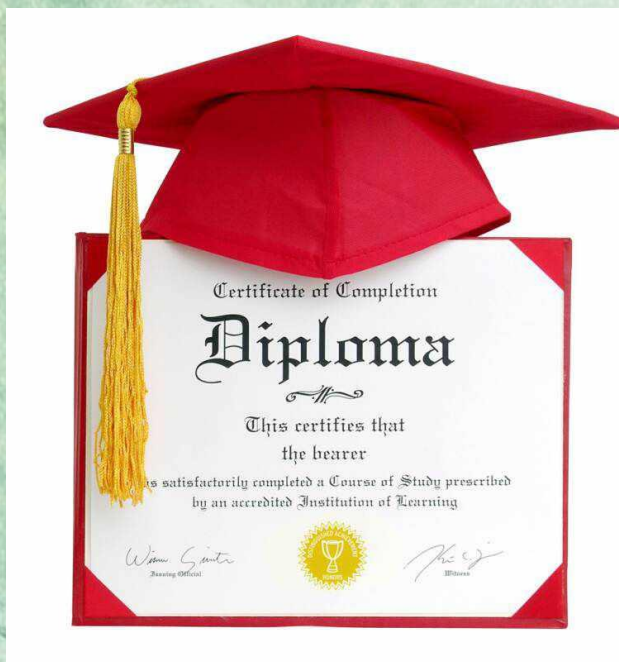 Certificate of Completion
Diploma
This certifies that
the bearer
satisfactorily completed a Course of Study prescribed
by an accredited Institution of Learning
Issuing Official
Witness